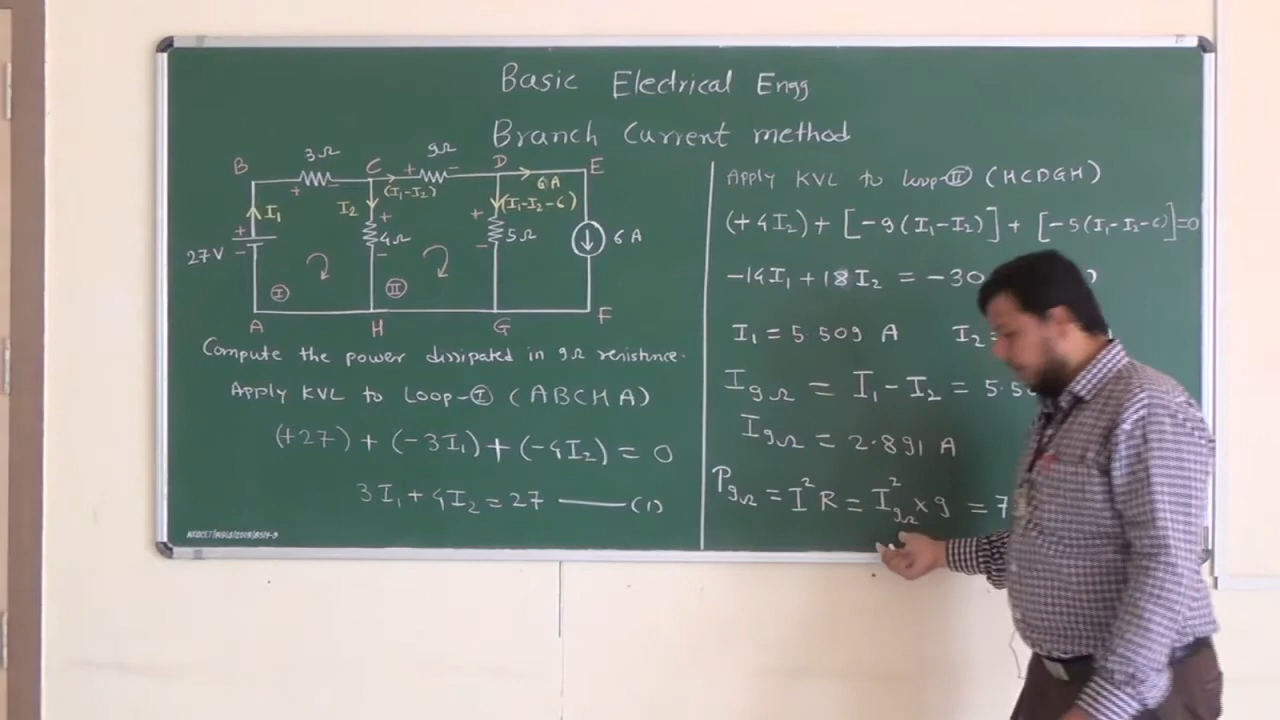 Basic Electrical Engg
Branch Current method
B 3Ω C + 9Ω - D E
+ - (I₁-I₂) 6A
I₁ I₂ + + (I₁-I₂-6)
+ 4Ω 5Ω 6A
27V - - -
I II
A H G F
Compute the power dissipated in 9Ω resistance.
Apply KVL to Loop-I (ABCHA)
(+27) + (-3I₁) + (-4I₂) = 0
3I₁ + 4I₂ = 27 ——— (1)
Apply KVL to loop-II (HCDGH)
(+4I₂) + [-9(I₁-I₂)] + [-5(I₁-I₂-6)]=0
-14I₁ + 18I₂ = -30
I₁ = 5.509 A I₂ =
I9Ω = I₁ - I₂ = 5.50
I9Ω = 2.891 A
P9Ω = I²R = I²9Ω × 9 = 7